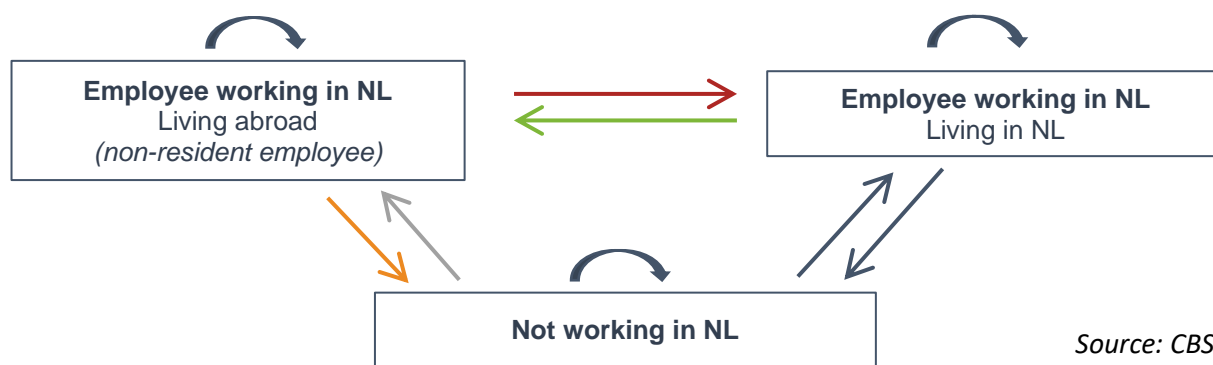 Employee working in NL
Living abroad
(non-resident employee)
Employee working in NL
Living in NL
Not working in NL
Source: CBS